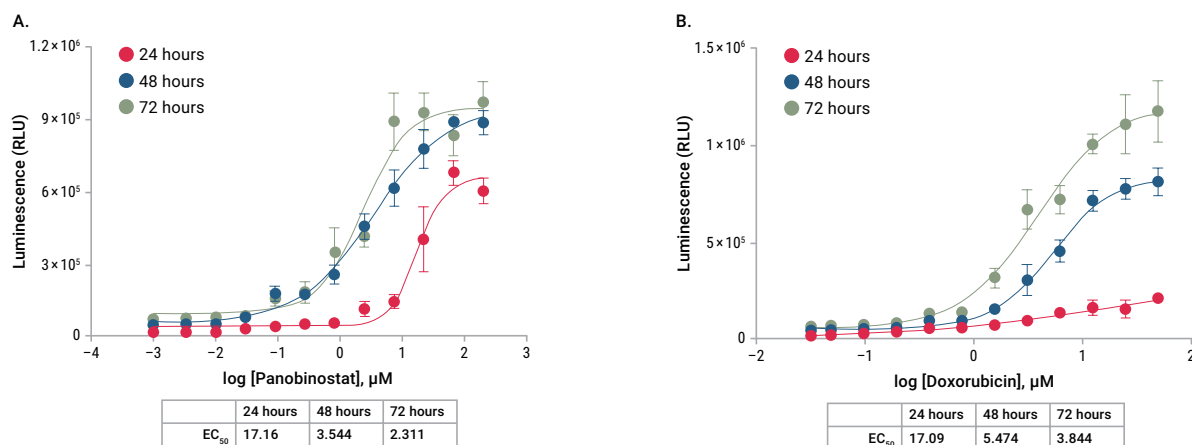 A.
1.2 × 10⁶
9 × 10⁵
6 × 10⁵
3 × 10⁵
0
Luminescence (RLU)
24 hours
48 hours
72 hours
−4 −3 −2 −1 0 1 2 3
log [Panobinostat], µM
24 hours 48 hours 72 hours
EC₅₀ 17.16 3.544 2.311
B.
1.5 × 10⁶
1 × 10⁶
5 × 10⁵
0
Luminescence (RLU)
24 hours
48 hours
72 hours
−2 −1 0 1 2
log [Doxorubicin], µM
24 hours 48 hours 72 hours
EC₅₀ 17.09 5.474 3.844